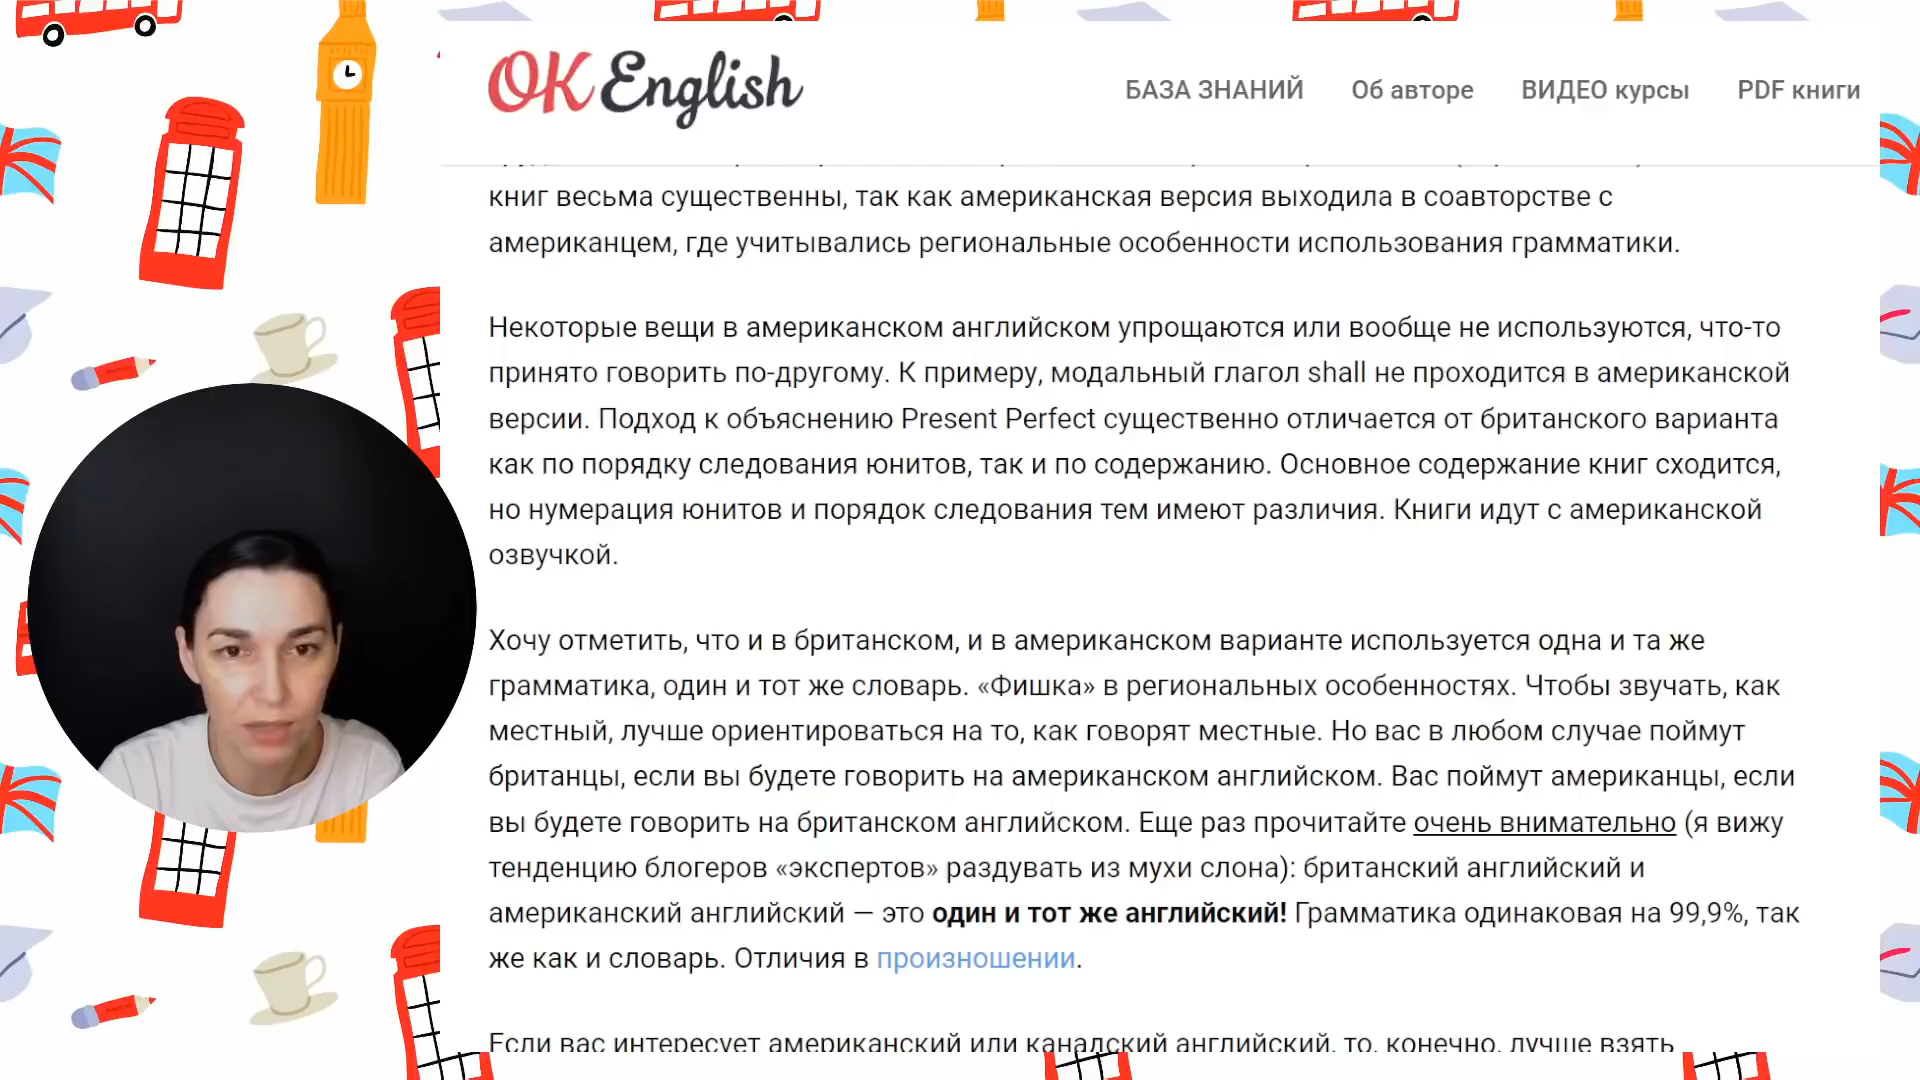 OK English
БАЗА ЗНАНИЙ
Об авторе
ВИДЕО курсы
PDF книги
книг весьма существенны, так как американская версия выходила в соавторстве с
американцем, где учитывались региональные особенности использования грамматики.
Некоторые вещи в американском английском упрощаются или вообще не используются, что-то
принято говорить по-другому. К примеру, модальный глагол shall не проходится в американской
версии. Подход к объяснению Present Perfect существенно отличается от британского варианта
как по порядку следования юнитов, так и по содержанию. Основное содержание книг сходится,
но нумерация юнитов и порядок следования тем имеют различия. Книги идут с американской
озвучкой.
Хочу отметить, что и в британском, и в американском варианте используется одна и та же
грамматика, один и тот же словарь. «Фишка» в региональных особенностях. Чтобы звучать, как
местный, лучше ориентироваться на то, как говорят местные. Но вас в любом случае поймут
британцы, если вы будете говорить на американском английском. Вас поймут американцы, если
вы будете говорить на британском английском. Еще раз прочитайте очень внимательно (я вижу
тенденцию блогеров «экспертов» раздувать из мухи слона): британский английский и
американский английский — это один и тот же английский! Грамматика одинаковая на 99,9%, так
же как и словарь. Отличия в произношении.
Если вас интересует американский или канадский английский, то, конечно, лучше взять